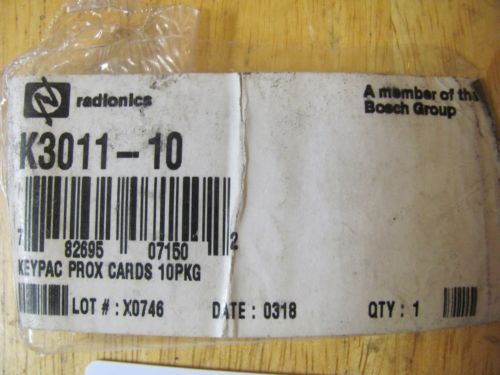 radionics
A member of the
Bosch Group
K3011-10
7 82695 07150 2
KEYPAC PROX CARDS 10PKG
LOT # : X0746 DATE : 0318 QTY : 1